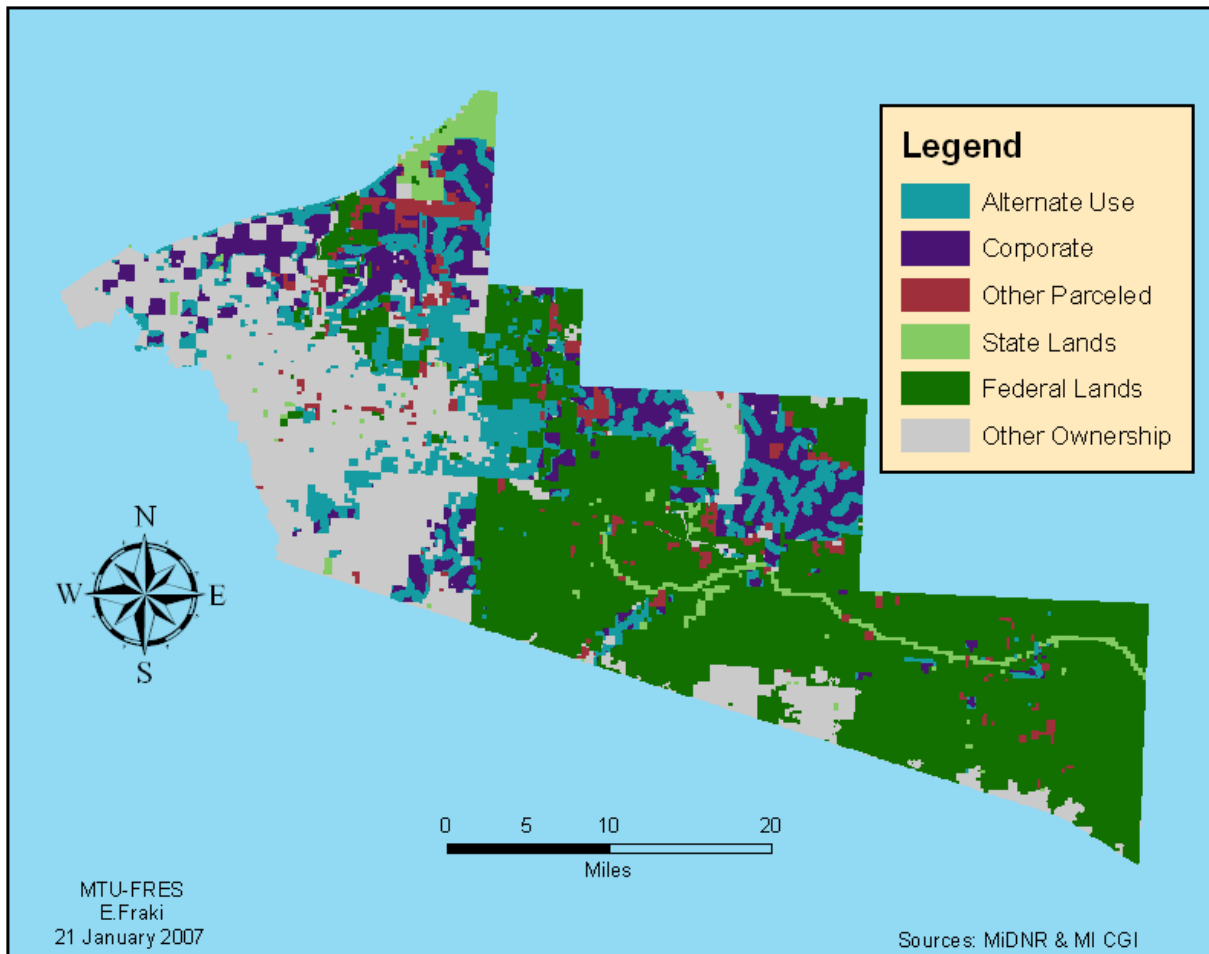 Legend
Alternate Use
Corporate
Other Parceled
State Lands
Federal Lands
Other Ownership
N
W E
S
0 5 10 20
Miles
MTU-FRES
E.Fraki
21 January 2007
Sources: MiDNR & MI CGI